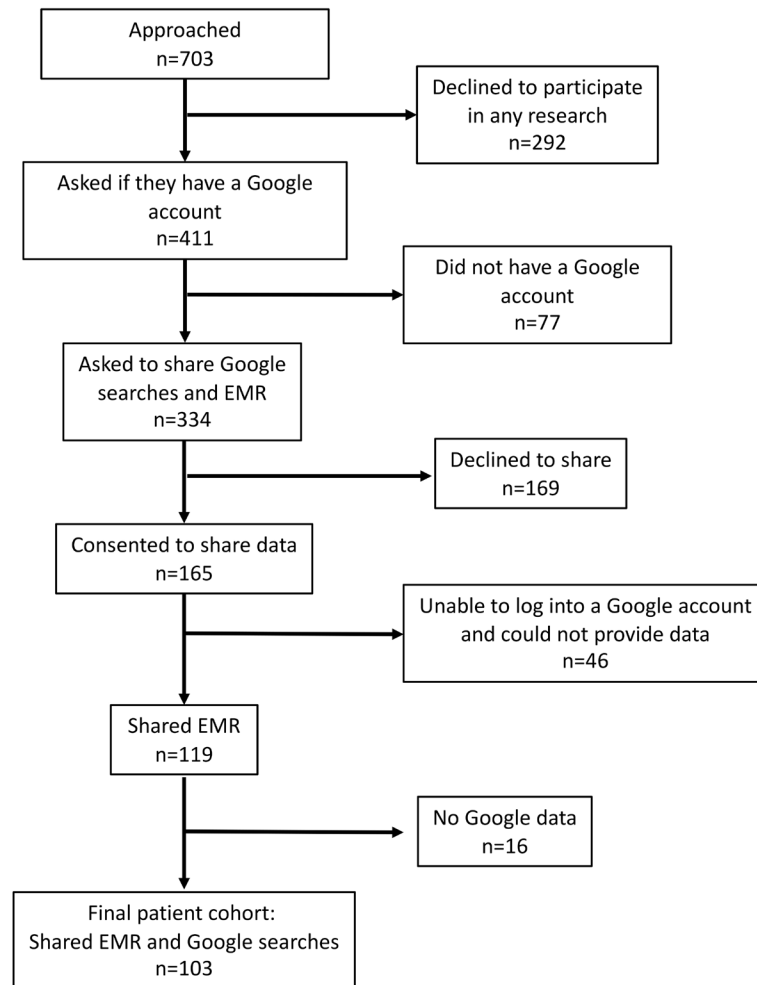 Approached
n=703
Declined to participate
in any research
n=292
Asked if they have a Google
account
n=411
Did not have a Google
account
n=77
Asked to share Google
searches and EMR
n=334
Declined to share
n=169
Consented to share data
n=165
Unable to log into a Google account
and could not provide data
n=46
Shared EMR
n=119
No Google data
n=16
Final patient cohort:
Shared EMR and Google searches
n=103